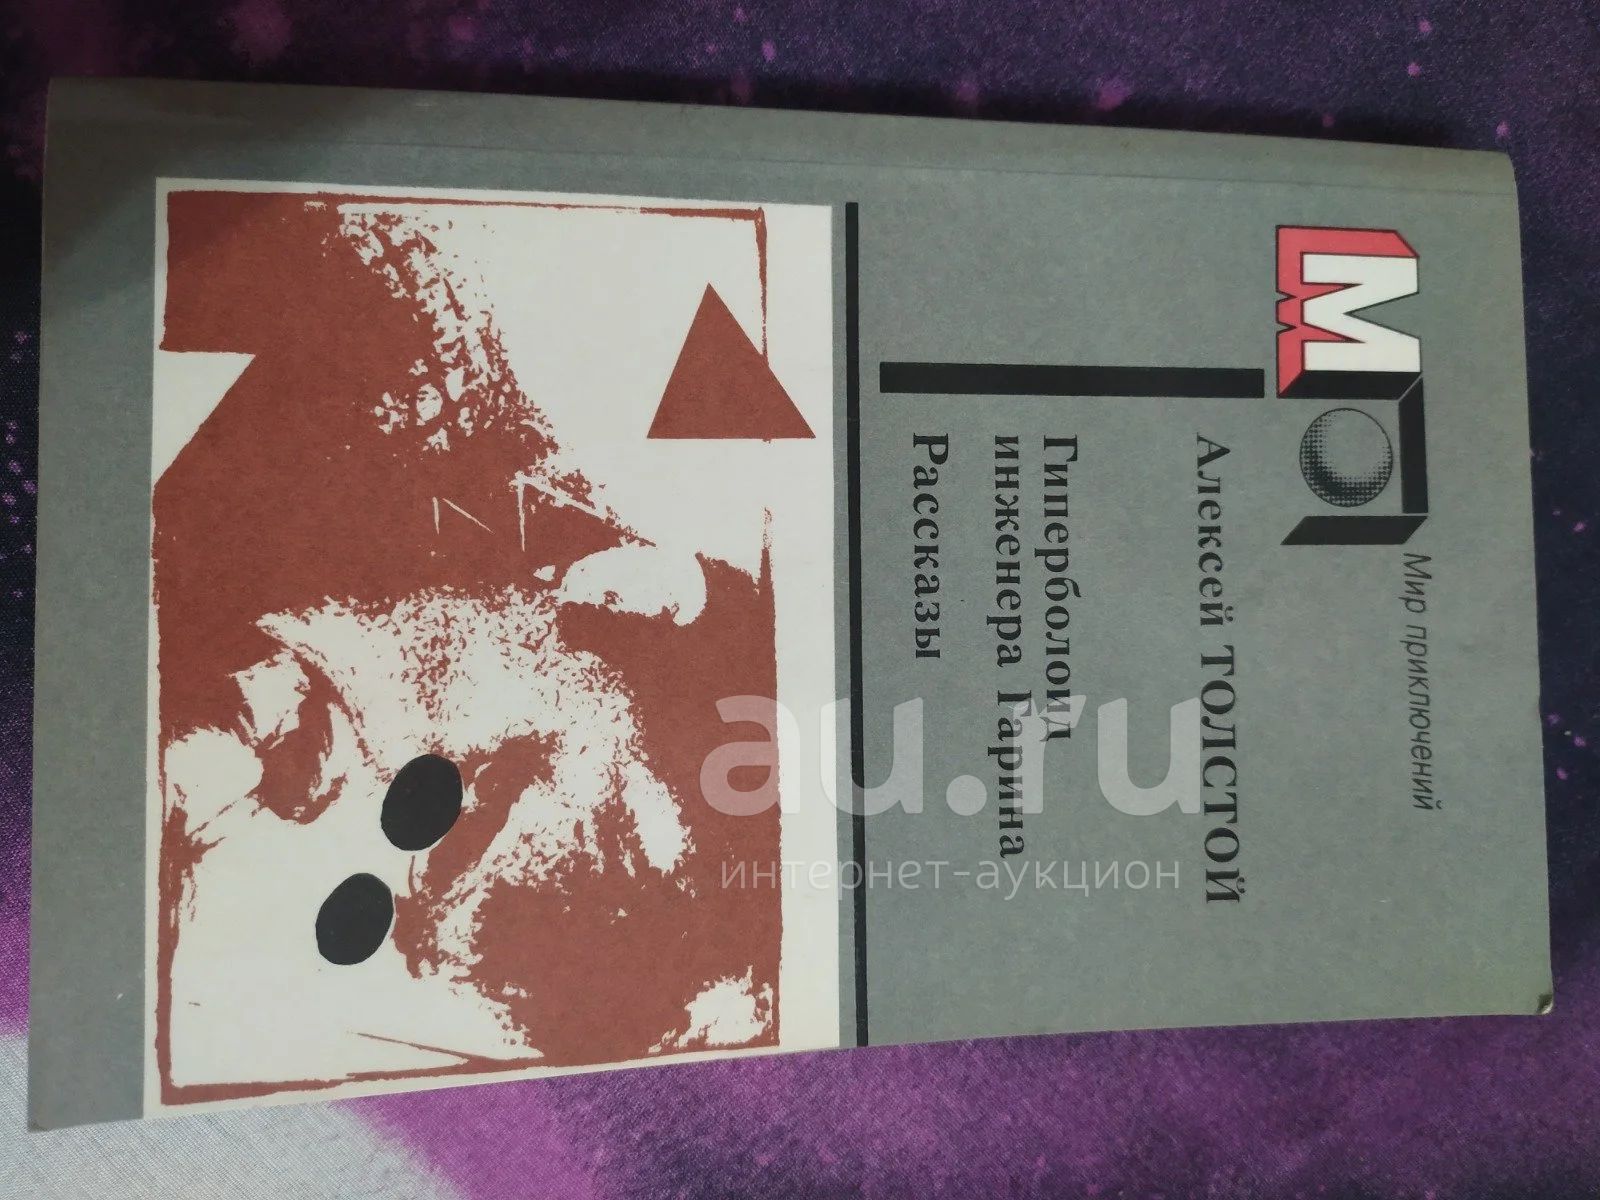 М
Мир приключений
Алексей ТОЛСТОЙ
Гиперболоид
инженера Гарина
Рассказы
au.ru
интернет-аукцион